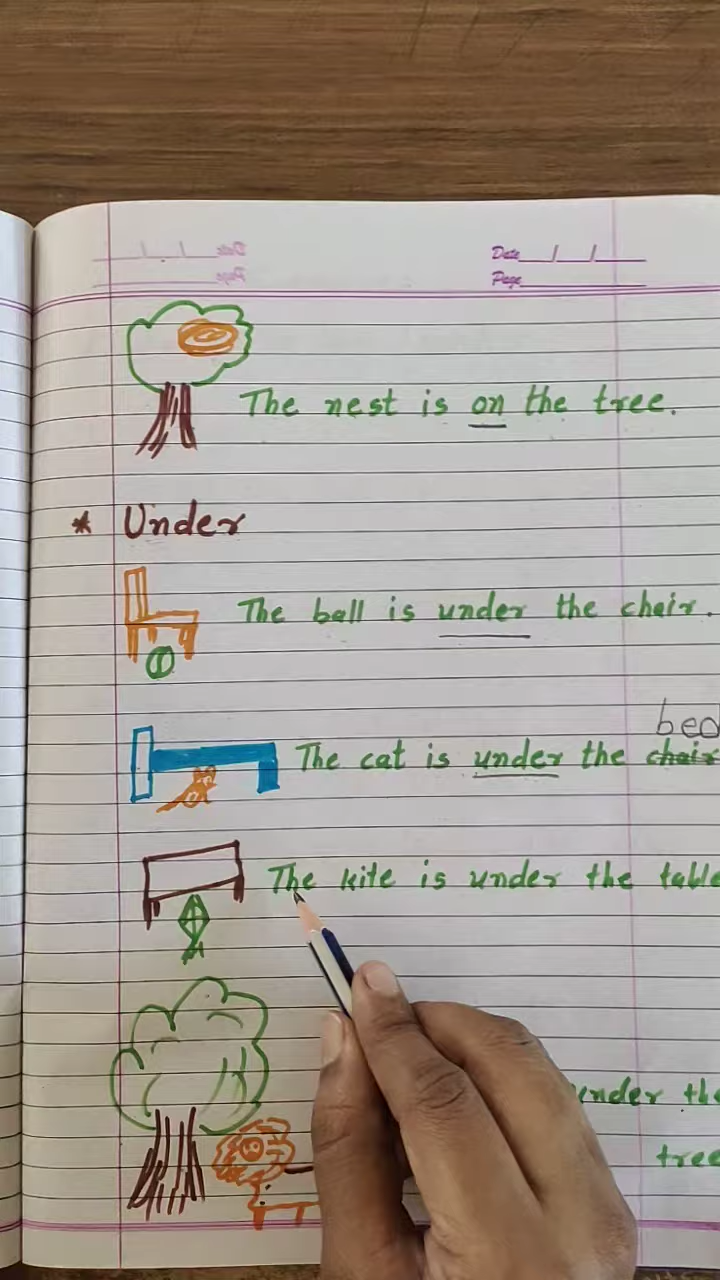 Date
Page
The nest is on the tree.
* Under
The ball is under the chair.
bed
The cat is under the chair
The kite is under the table
under the
tree